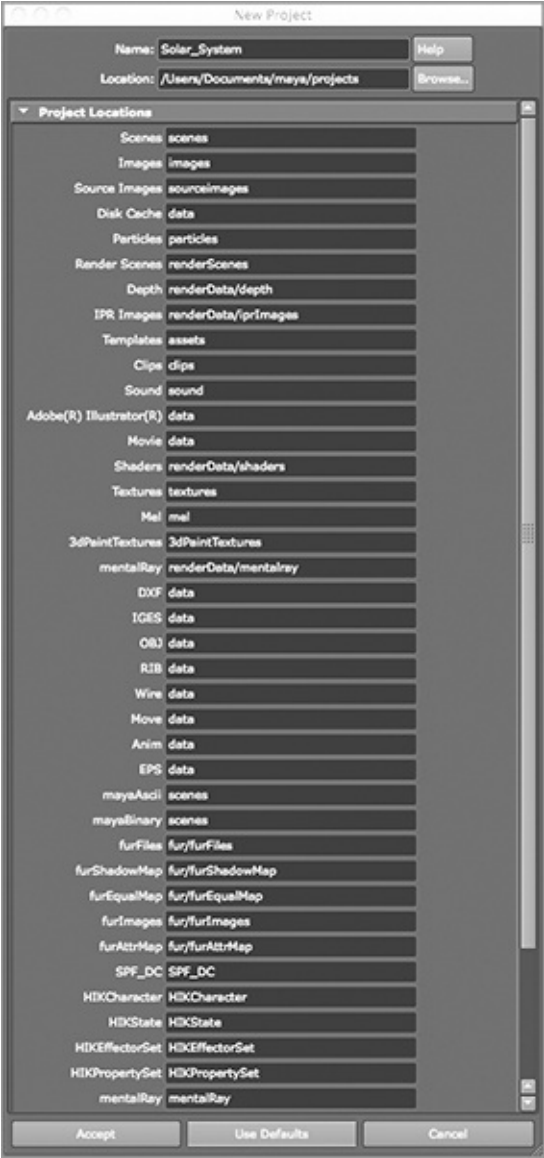 New Project
Name: Solar_System Help
Location: /Users/Documents/maya/projects Browse...
Project Locations
Scenes scenes
Images images
Source Images sourceimages
Disk Cache data
Particles particles
Render Scenes renderScenes
Depth renderData/depth
IPR Images renderData/iprImages
Templates assets
Clips clips
Sound sound
Adobe(R) Illustrator(R) data
Movie data
Shaders renderData/shaders
Textures textures
Mel mel
3dPaintTextures 3dPaintTextures
mentalRay renderData/mentalray
DXF data
IGES data
OBJ data
RIB data
Wire data
Move data
Anim data
EPS data
mayaAscii scenes
mayaBinary scenes
furFiles fur/furFiles
furShadowMap fur/furShadowMap
furEqualMap fur/furEqualMap
furImages fur/furImages
furAttrMap fur/furAttrMap
SPF_DC SPF_DC
HIKCharacter HIKCharacter
HIKState HIKState
HIKEffectorSet HIKEffectorSet
HIKPropertySet HIKPropertySet
mentalRay mentalRay
Accept Use Defaults Cancel